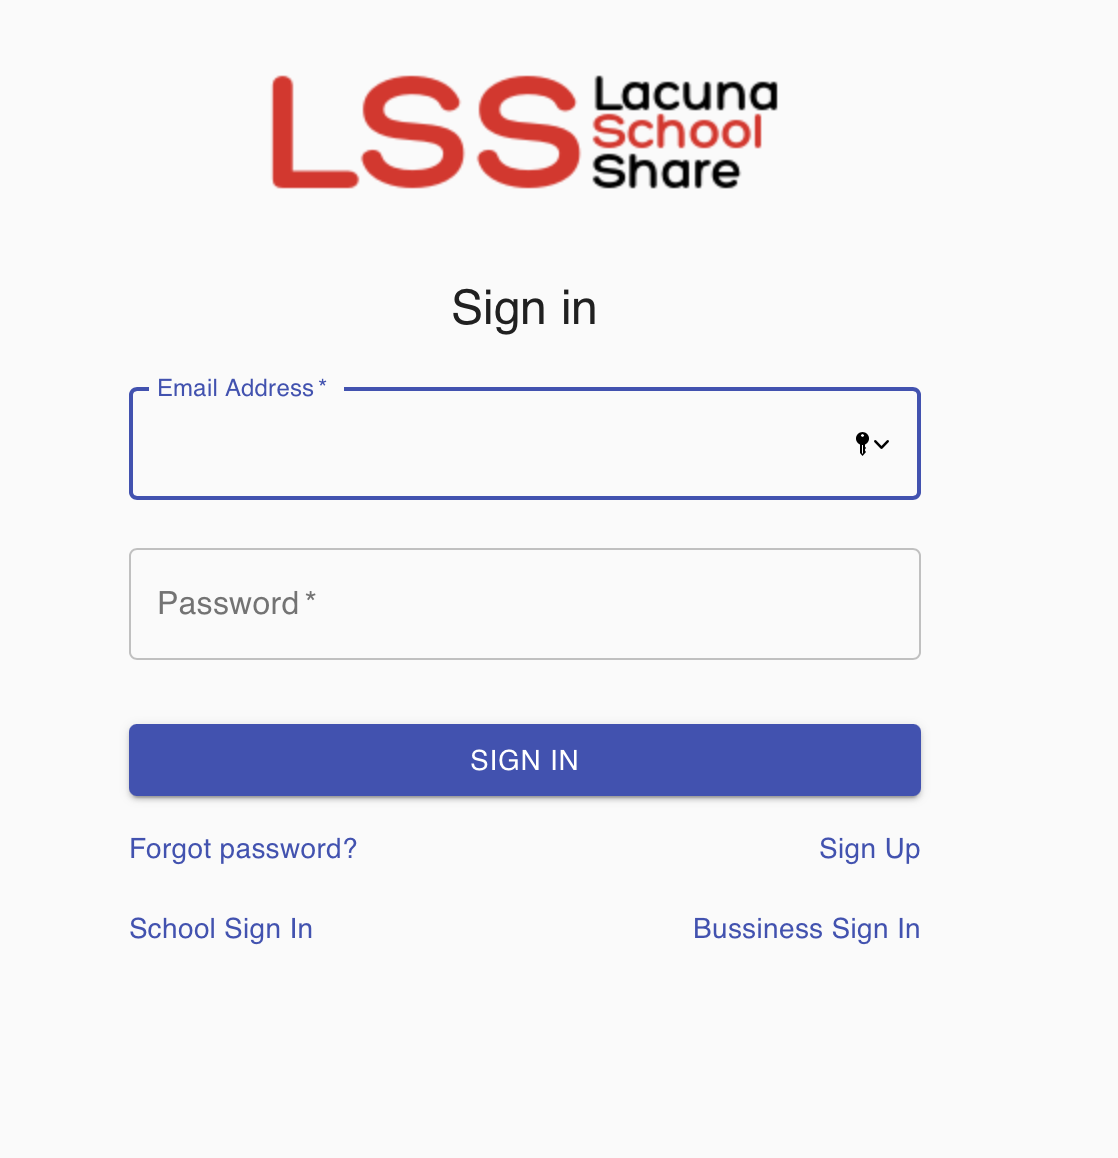 LSS
Lacuna
School
Share
Sign in
Email Address *
Password *
SIGN IN
Forgot password?
Sign Up
School Sign In
Bussiness Sign In